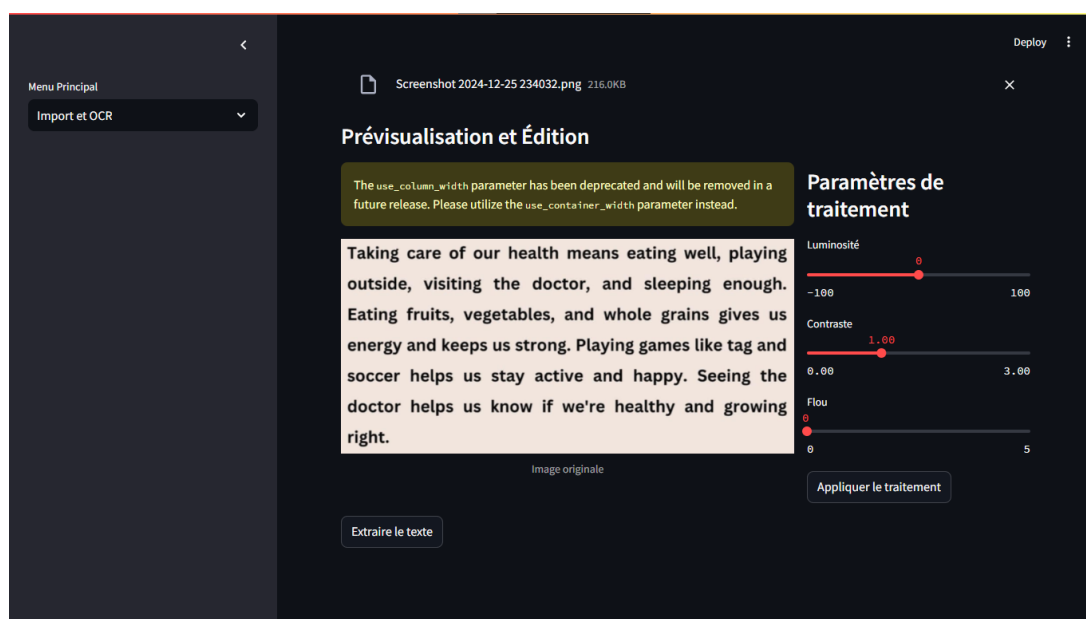 Deploy
Menu Principal
Import et OCR
Screenshot 2024-12-25 234032.png 216.0KB
Prévisualisation et Édition
The use_column_width parameter has been deprecated and will be removed in a
future release. Please utilize the use_container_width parameter instead.
Taking care of our health means eating well, playing
outside, visiting the doctor, and sleeping enough.
Eating fruits, vegetables, and whole grains gives us
energy and keeps us strong. Playing games like tag and
soccer helps us stay active and happy. Seeing the
doctor helps us know if we're healthy and growing
right.
Image originale
Extraire le texte
Paramètres de
traitement
Luminosité
0
-100 100
Contraste
1.00
0.00 3.00
Flou
0
0 5
Appliquer le traitement